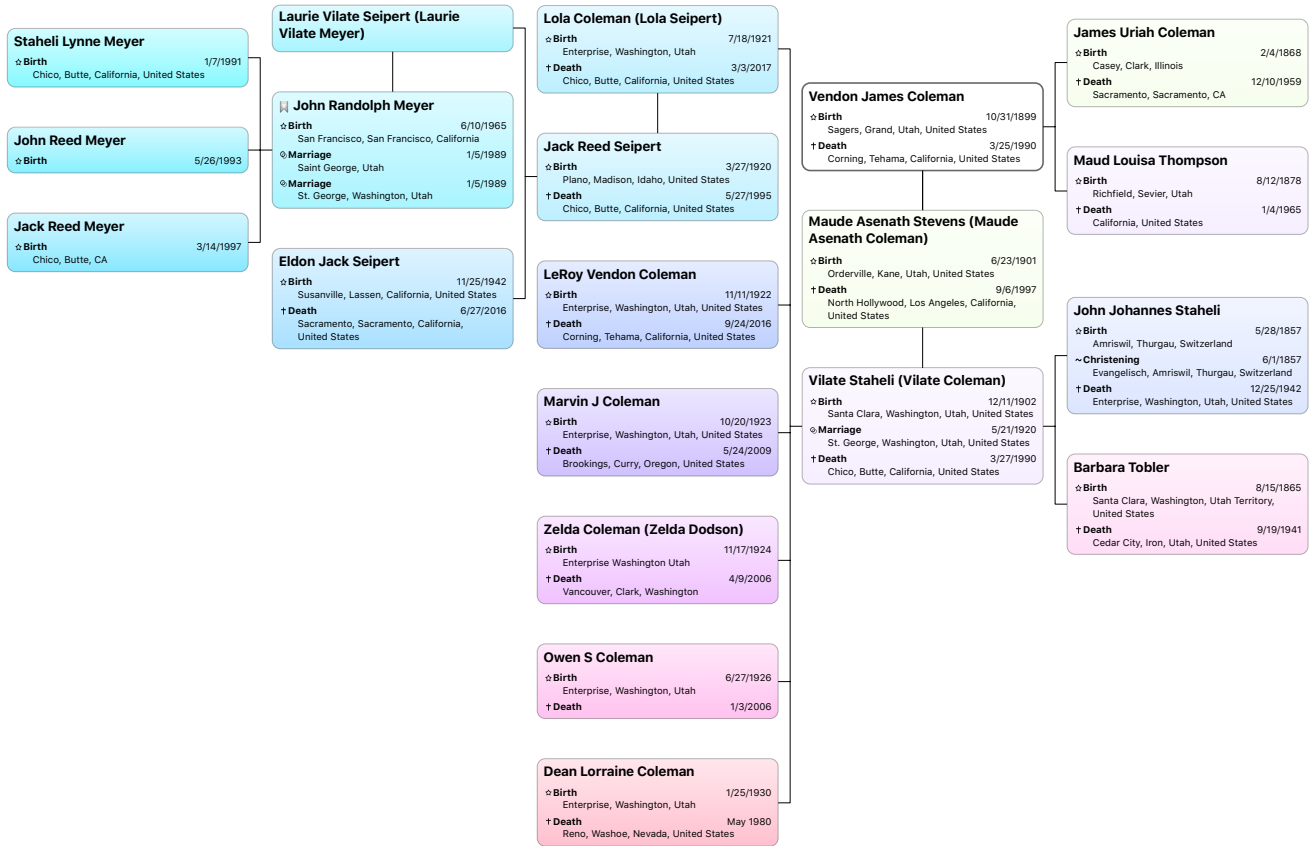 Staheli Lynne Meyer
☆Birth 1/7/1991
Chico, Butte, California, United States
John Reed Meyer
☆Birth 5/26/1993
Jack Reed Meyer
☆Birth 3/14/1997
Chico, Butte, CA
Laurie Vilate Seipert (Laurie
Vilate Meyer)
John Randolph Meyer
☆Birth 6/10/1965
San Francisco, San Francisco, California
Marriage 1/5/1989
Saint George, Utah
Marriage 1/5/1989
St. George, Washington, Utah
Eldon Jack Seipert
☆Birth 11/25/1942
Susanville, Lassen, California, United States
†Death 6/27/2016
Sacramento, Sacramento, California,
United States
Lola Coleman (Lola Seipert)
☆Birth 7/18/1921
Enterprise, Washington, Utah
†Death 3/3/2017
Chico, Butte, California, United States
Jack Reed Seipert
☆Birth 3/27/1920
Plano, Madison, Idaho, United States
†Death 5/27/1995
Chico, Butte, California, United States
LeRoy Vendon Coleman
☆Birth 11/11/1922
Enterprise, Washington, Utah, United States
†Death 9/24/2016
Corning, Tehama, California, United States
Marvin J Coleman
☆Birth 10/20/1923
Enterprise, Washington, Utah, United States
†Death 5/24/2009
Brookings, Curry, Oregon, United States
Zelda Coleman (Zelda Dodson)
☆Birth 11/17/1924
Enterprise Washington Utah
†Death 4/9/2006
Vancouver, Clark, Washington
Owen S Coleman
☆Birth 6/27/1926
Enterprise, Washington, Utah
†Death 1/3/2006
Dean Lorraine Coleman
☆Birth 1/25/1930
Enterprise, Washington, Utah
†Death May 1980
Reno, Washoe, Nevada, United States
Vendon James Coleman
☆Birth 10/31/1899
Sagers, Grand, Utah, United States
†Death 3/25/1990
Corning, Tehama, California, United States
Maude Asenath Stevens (Maude
Asenath Coleman)
☆Birth 6/23/1901
Orderville, Kane, Utah, United States
†Death 9/6/1997
North Hollywood, Los Angeles, California,
United States
Vilate Staheli (Vilate Coleman)
☆Birth 12/11/1902
Santa Clara, Washington, Utah, United States
Marriage 5/21/1920
St. George, Washington, Utah, United States
†Death 3/27/1990
Chico, Butte, California, United States
James Uriah Coleman
☆Birth 2/4/1868
Casey, Clark, Illinois
†Death 12/10/1959
Sacramento, Sacramento, CA
Maud Louisa Thompson
☆Birth 8/12/1878
Richfield, Sevier, Utah
†Death 1/4/1965
California, United States
John Johannes Staheli
☆Birth 5/28/1857
Amriswil, Thurgau, Switzerland
~Christening 6/1/1857
Evangelisch, Amriswil, Thurgau, Switzerland
†Death 12/25/1942
Enterprise, Washington, Utah, United States
Barbara Tobler
☆Birth 8/15/1865
Santa Clara, Washington, Utah Territory,
United States
†Death 9/19/1941
Cedar City, Iron, Utah, United States